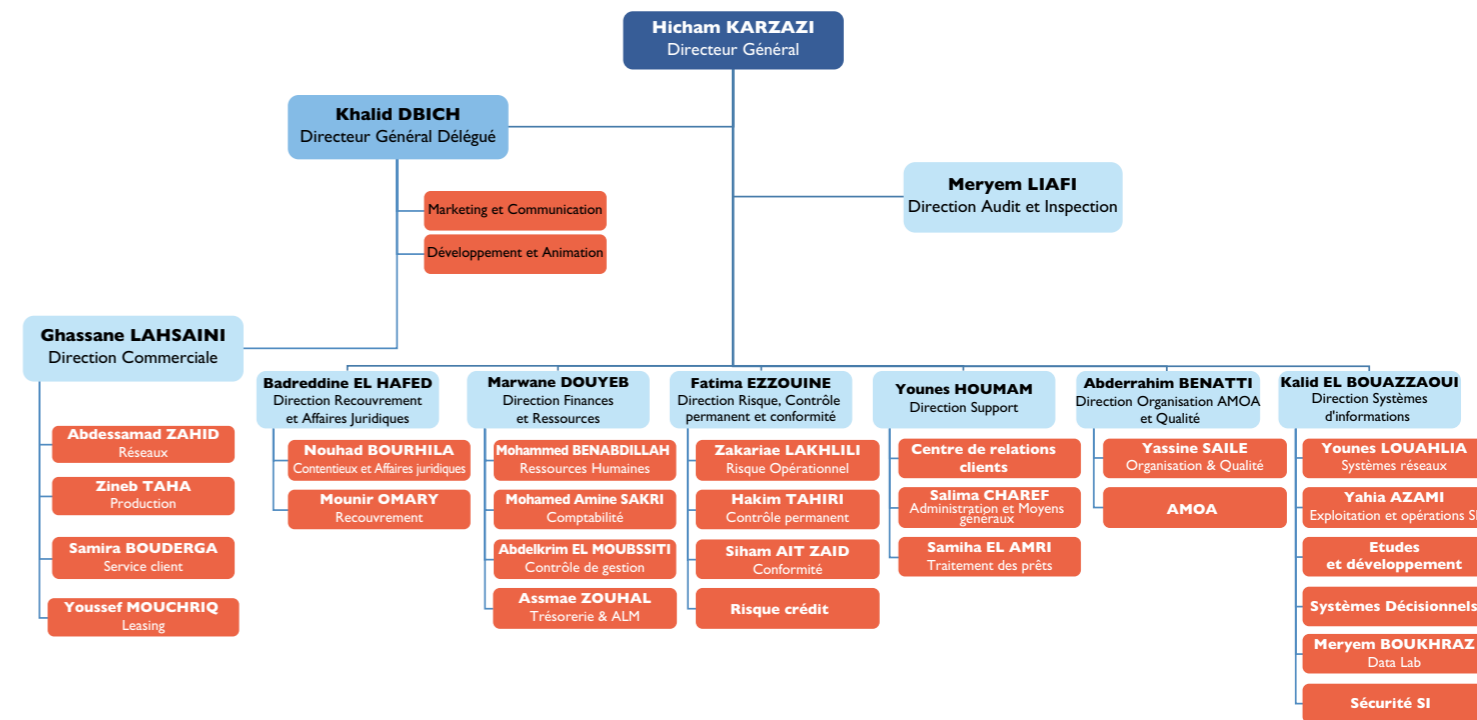 Hicham KARZAZI
Directeur Général
Khalid DBICH
Directeur Général Délégué
Meryem LIAFI
Direction Audit et Inspection
Marketing et Communication
Développement et Animation
Ghassane LAHSAINI
Direction Commerciale
Abdessamad ZAHID
Réseaux
Zineb TAHA
Production
Samira BOUDERGA
Service client
Youssef MOUCHRIQ
Leasing
Badreddine EL HAFED
Direction Recouvrement
et Affaires Juridiques
Nouhad BOURHILA
Contentieux et Affaires juridiques
Mounir OMARY
Recouvrement
Marwane DOUYEB
Direction Finances
et Ressources
Mohammed BENABDILLAH
Ressources Humaines
Mohamed Amine SAKRI
Comptabilité
Abdelkrim EL MOUBSSITI
Contrôle de gestion
Assmae ZOUHAL
Trésorerie & ALM
Fatima EZZOUINE
Direction Risque, Contrôle
permanent et conformité
Zakariae LAKHLILI
Risque Opérationnel
Hakim TAHIRI
Contrôle permanent
Siham AIT ZAID
Conformité
Risque crédit
Younes HOUMAM
Direction Support
Centre de relations
clients
Salima CHAREF
Administration et Moyens
généraux
Samiha EL AMRI
Traitement des prêts
Abderrahim BENATTI
Direction Organisation AMOA
et Qualité
Yassine SAILE
Organisation & Qualité
AMOA
Kalid EL BOUAZZAOUI
Direction Systèmes
d'informations
Younes LOUAHLIA
Systèmes réseaux
Yahia AZAMI
Exploitation et opérations SI
Etudes
et développement
Systèmes Décisionnels
Meryem BOUKHRAZ
Data Lab
Sécurité SI